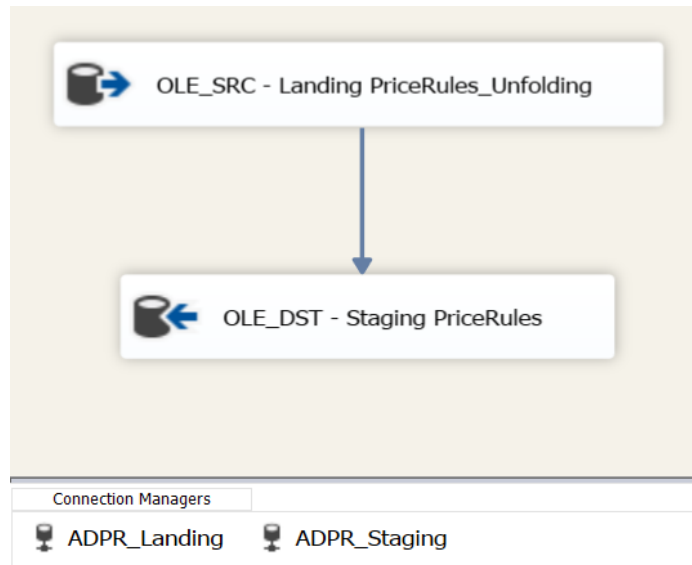 OLE_SRC - Landing PriceRules_Unfolding
OLE_DST - Staging PriceRules
Connection Managers
ADPR_Landing ADPR_Staging